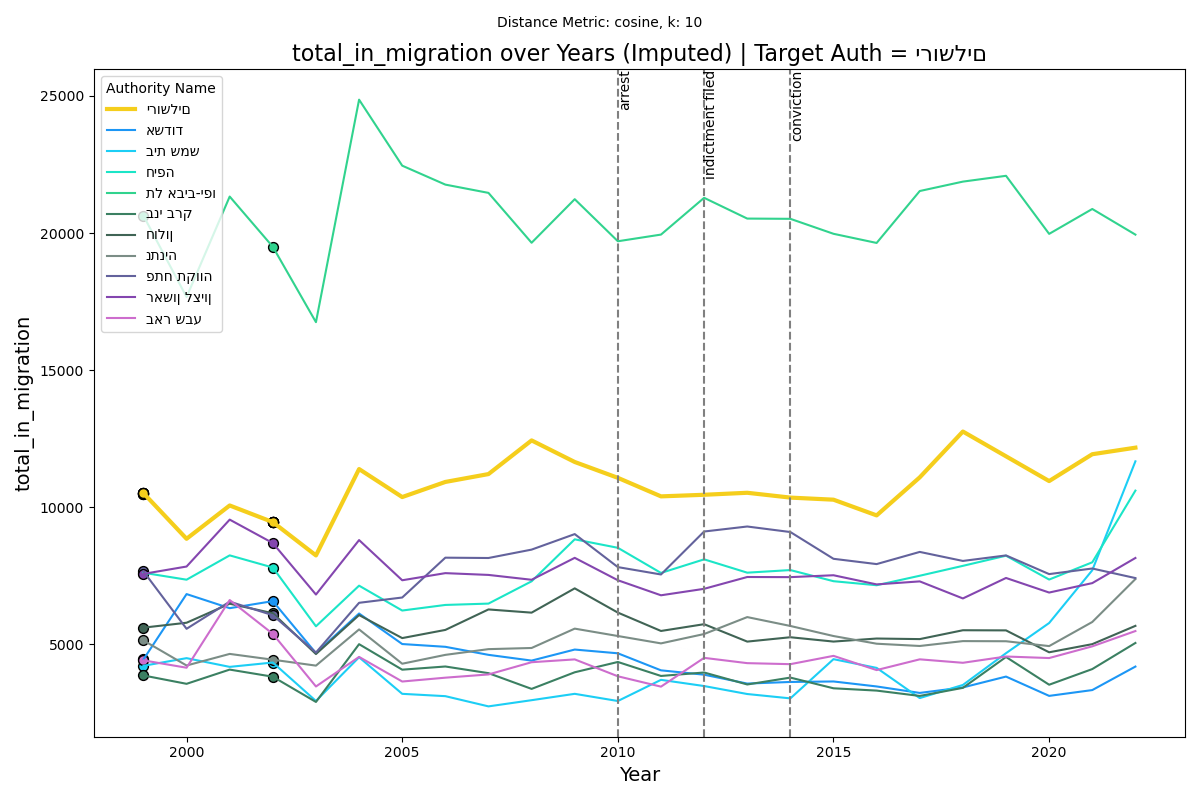 Distance Metric: cosine, k: 10
total_in_migration over Years (Imputed) | Target Auth = ירושלים
Authority Name
ירושלים
אשדוד
בית שמש
חיפה
תל אביב-יפו
בני ברק
חולון
נתניה
פתח תקווה
ראשון לציון
באר שבע
arrest
indictment filed
conviction
total_in_migration
25000
20000
15000
10000
5000
2000
2005
2010
2015
2020
Year